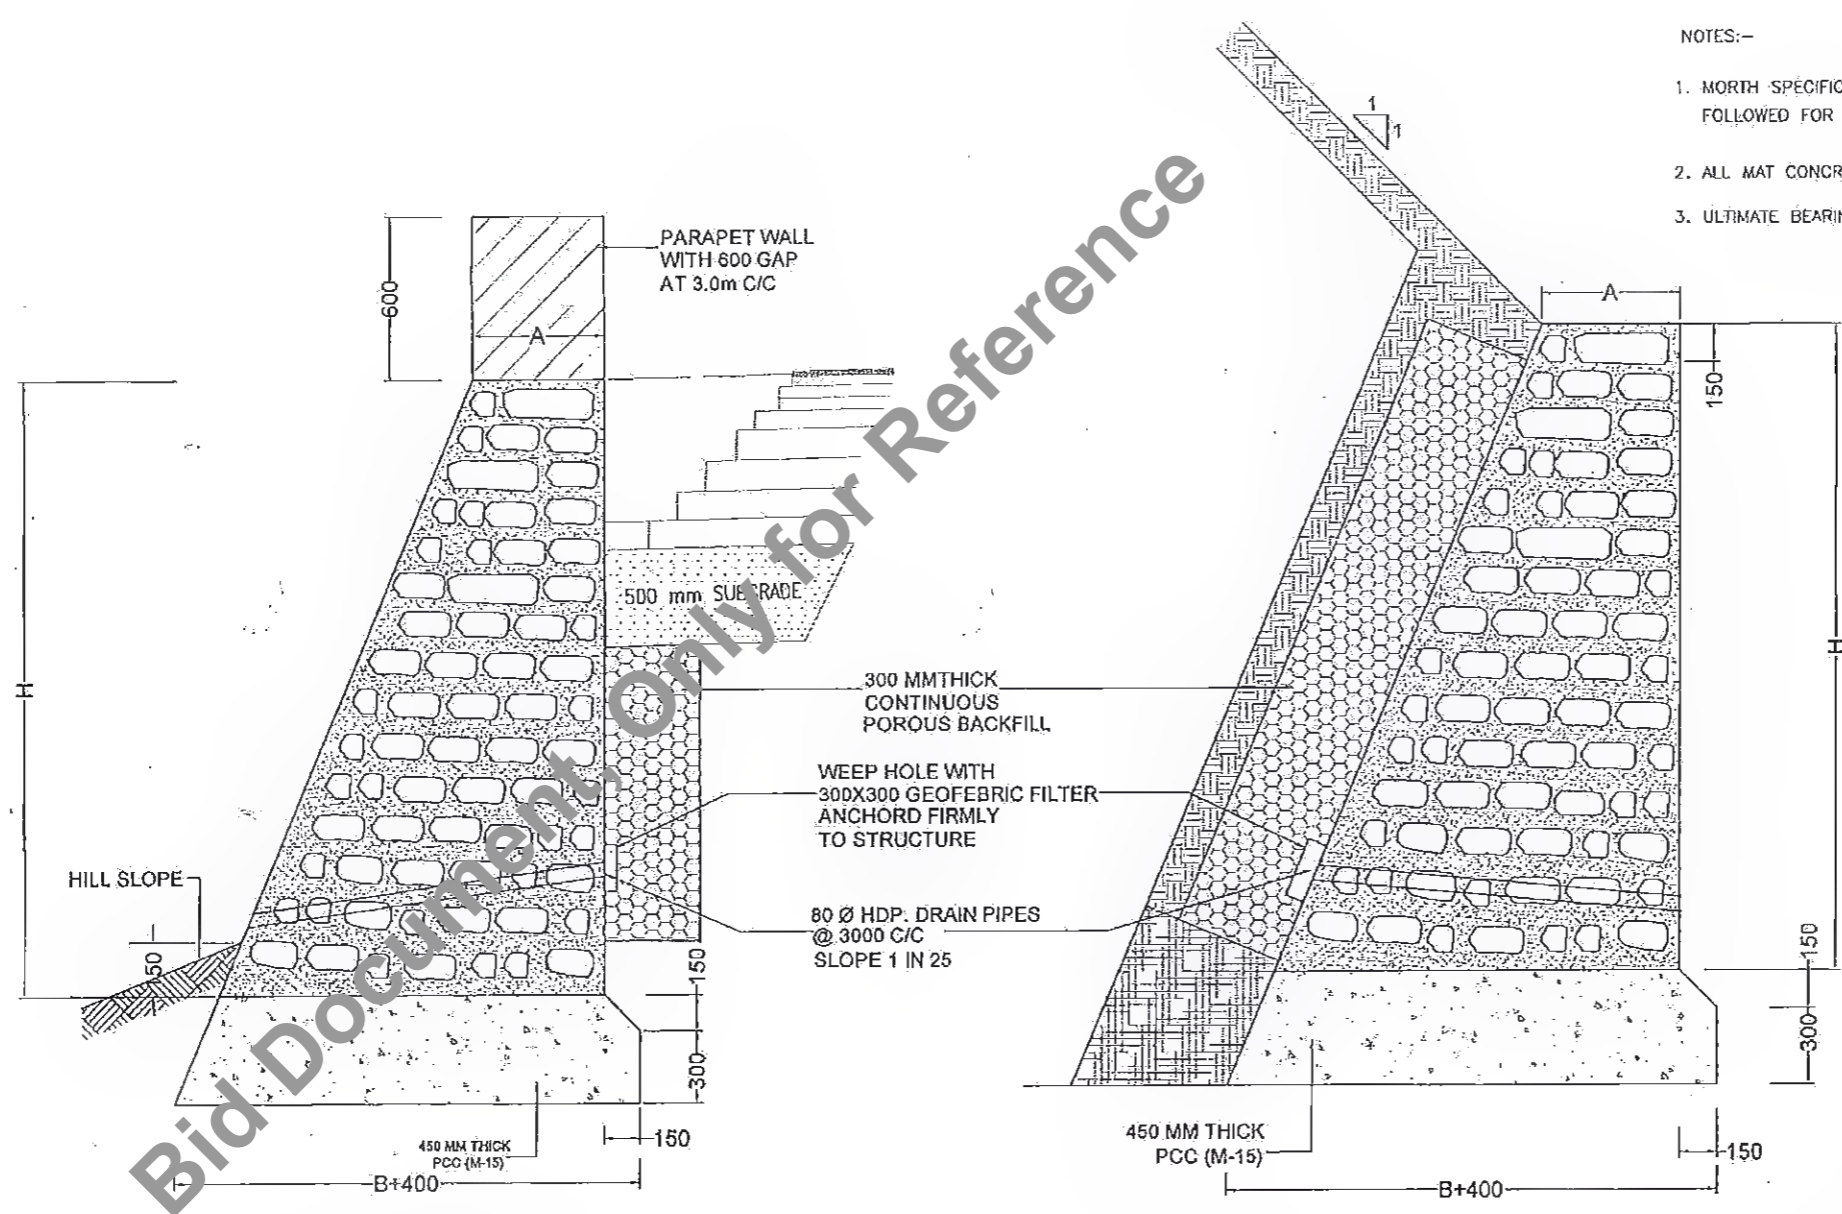 NOTES:-
1. MORTH SPECIFIC
FOLLOWED FOR
2. ALL MAT CONCR
3. ULTIMATE BEARIN
PARAPET WALL
WITH 600 GAP
AT 3.0m C/C
600
A
H
500 mm SUBGRADE
300 MMTHICK
CONTINUOUS
POROUS BACKFILL
WEEP HOLE WITH
300X300 GEOFEBRIC FILTER
ANCHORD FIRMLY
TO STRUCTURE
80 Ø HDP. DRAIN PIPES
@ 3000 C/C
SLOPE 1 IN 25
HILL SLOPE
150
300
150
450 MM THICK
PCC (M-15)
B+400
1
1
A
150
H
150
300
450 MM THICK
PCC (M-15)
150
B+400
Bid Document, Only for Reference